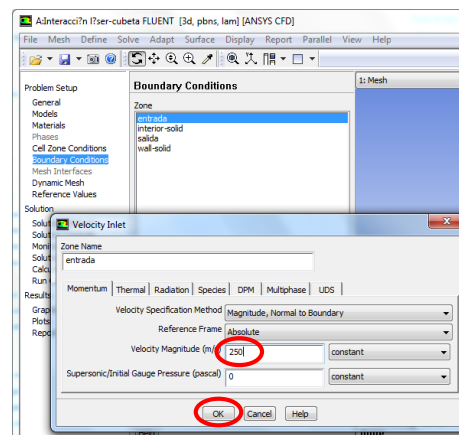 A:Interacci?n l?ser-cubeta FLUENT [3d, pbns, lam] [ANSYS CFD]
File Mesh Define Solve Adapt Surface Display Report Parallel View Help
Problem Setup
General
Models
Materials
Phases
Cell Zone Conditions
Boundary Conditions
Mesh Interfaces
Dynamic Mesh
Reference Values
Solution
Results
Boundary Conditions
Zone
entrada
interior-solid
salida
wall-solid
1: Mesh
Velocity Inlet
Zone Name
entrada
Momentum Thermal Radiation Species DPM Multiphase UDS
Velocity Specification Method Magnitude, Normal to Boundary
Reference Frame Absolute
Velocity Magnitude (m/ 250 constant
Supersonic/Initial Gauge Pressure (pascal) 0 constant
OK Cancel Help